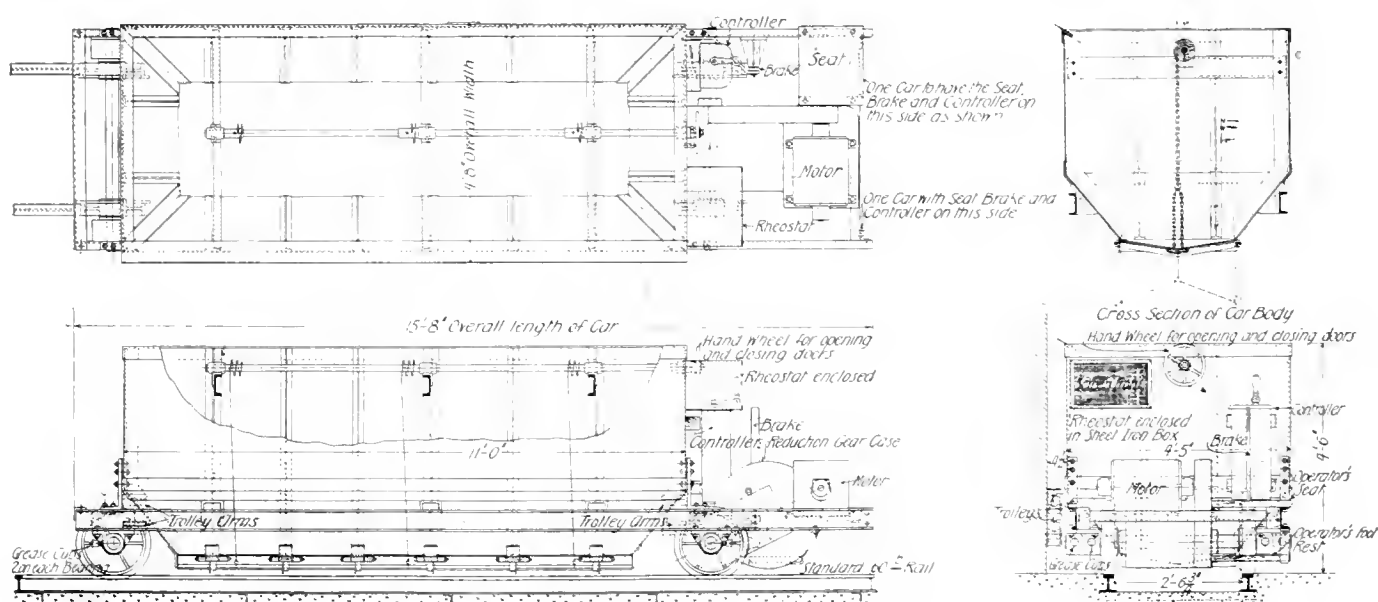 Controller
Seat
Brake
One Car to have the Seat,
Brake and Controller on
this side as shown
4'-8" Overall Width
Motor
One Car with Seat Brake and
Controller on this side
Rheostat
Cross Section of Car Body
15'-8" Overall length of Car
Hand Wheel for opening
and closing doors
Rheostat enclosed
Brake
Controller. Reduction Gear Case
11'-0"
Motor
Trolley Arms
Trolley Arms
Grease Cups
2 on each Bearing
Standard 60 Rail
Hand Wheel for opening and closing doors
Controller
Rheostat enclosed
in Sheet Iron Box
Brake
4'-5"
Motor
Operator's
Seat
Trolleys
Operator's Foot
Rest
Grease Cups